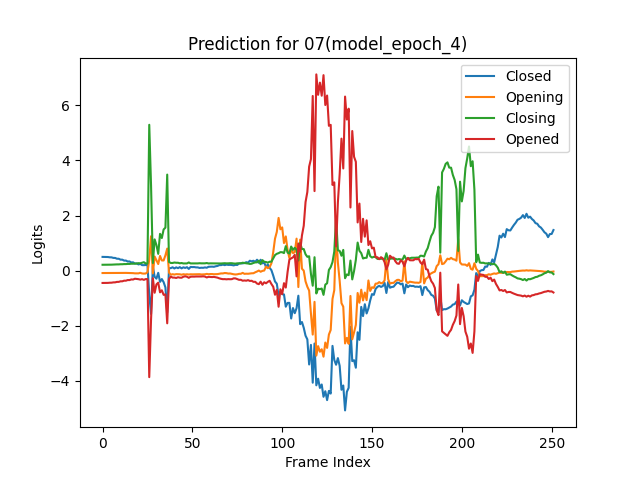 Prediction for 07(model_epoch_4)
Closed
Opening
Closing
Opened
Logits
6
4
2
0
−2
−4
0 50 100 150 200 250
Frame Index